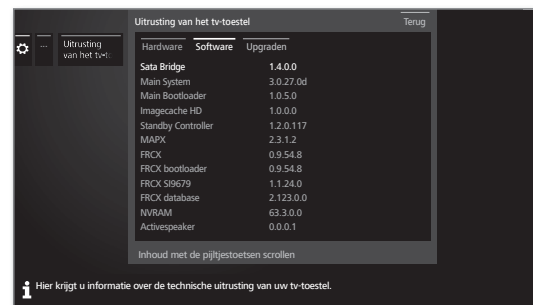 Uitrusting van het tv-toestel
Terug
...
Uitrusting
van het tv-to
Hardware Software Upgraden
Sata Bridge 1.4.0.0
Main System 3.0.27.0d
Main Bootloader 1.0.5.0
Imagecache HD 1.0.0.0
Standby Controller 1.2.0.117
MAPX 2.3.1.2
FRCX 0.9.54.8
FRCX bootloader 0.9.54.8
FRCX SI9679 1.1.24.0
FRCX database 2.123.0.0
NVRAM 63.3.0.0
Activespeaker 0.0.0.1
Inhoud met de pijltjestoetsen scrollen
Hier krijgt u informatie over de technische uitrusting van uw tv-toestel.